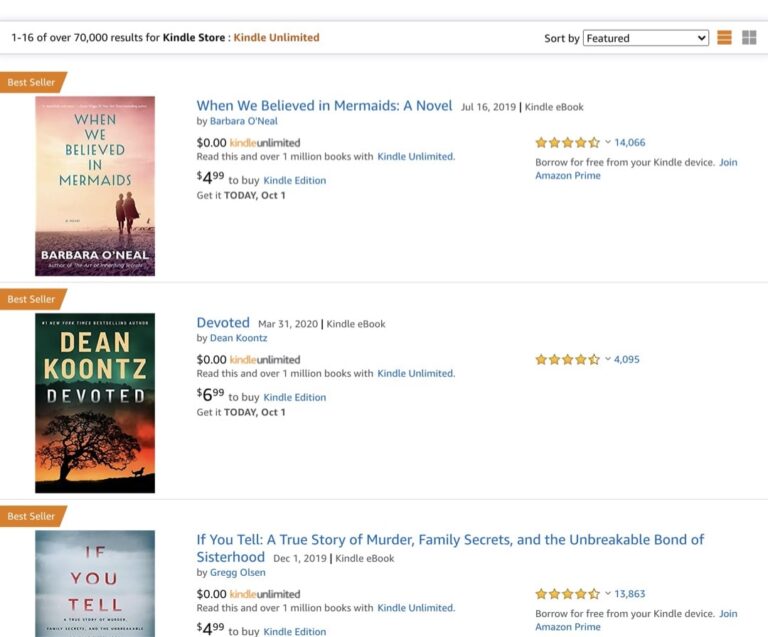 1-16 of over 70,000 results for Kindle Store : Kindle Unlimited
Sort by Featured
Best Seller
WHEN
WE
BELIEVED
IN
MERMAIDS
A NOVEL
BARBARA O'NEAL
Author of The Art of Inheriting Secrets
When We Believed in Mermaids: A Novel Jul 16, 2019 | Kindle eBook
by Barbara O'Neal
$0.00 kindleunlimited
Read this and over 1 million books with Kindle Unlimited.
$4.99 to buy Kindle Edition
Get it TODAY, Oct 1
14,066
Borrow for free from your Kindle device. Join
Amazon Prime
Best Seller
#1 NEW YORK TIMES BESTSELLING AUTHOR
DEAN
KOONTZ
DEVOTED
Devoted Mar 31, 2020 | Kindle eBook
by Dean Koontz
$0.00 kindleunlimited
Read this and over 1 million books with Kindle Unlimited.
$6.99 to buy Kindle Edition
Get it TODAY, Oct 1
4,095
Best Seller
IF
YOU
TELL
A TRUE STORY OF MURDER,
FAMILY SECRETS, AND THE UNBREAKABLE
If You Tell: A True Story of Murder, Family Secrets, and the Unbreakable Bond of
Sisterhood Dec 1, 2019 | Kindle eBook
by Gregg Olsen
$0.00 kindleunlimited
Read this and over 1 million books with Kindle Unlimited.
$4.99 to buy Kindle Edition
13,863
Borrow for free from your Kindle device. Join
Amazon Prime